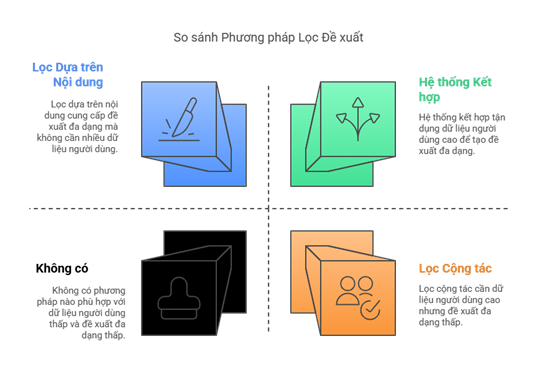 So sánh Phương pháp Lọc Đề xuất
Lọc Dựa trên
Nội dung
Lọc dựa trên nội
dung cung cấp đề
xuất đa dạng mà
không cần nhiều dữ
liệu người dùng.
Hệ thống Kết
hợp
Hệ thống kết hợp tận
dụng dữ liệu người
dùng cao để tạo đề
xuất đa dạng.
Không có
Không có phương
pháp nào phù hợp với
dữ liệu người dùng
thấp và đề xuất đa
dạng thấp.
Lọc Cộng tác
Lọc cộng tác cần dữ
liệu người dùng cao
nhưng đề xuất đa
dạng thấp.